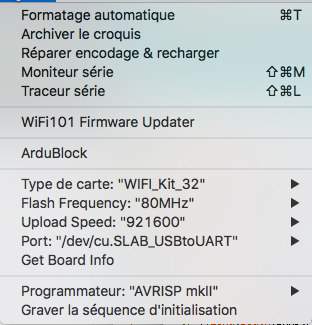 Formatage automatique ⌘T
Archiver le croquis
Réparer encodage & recharger
Moniteur série ⇧⌘M
Traceur série ⇧⌘L
WiFi101 Firmware Updater
ArduBlock
Type de carte: "WIFI_Kit_32"
Flash Frequency: "80MHz"
Upload Speed: "921600"
Port: "/dev/cu.SLAB_USBtoUART"
Get Board Info
Programmateur: "AVRISP mkII"
Graver la séquence d'initialisation